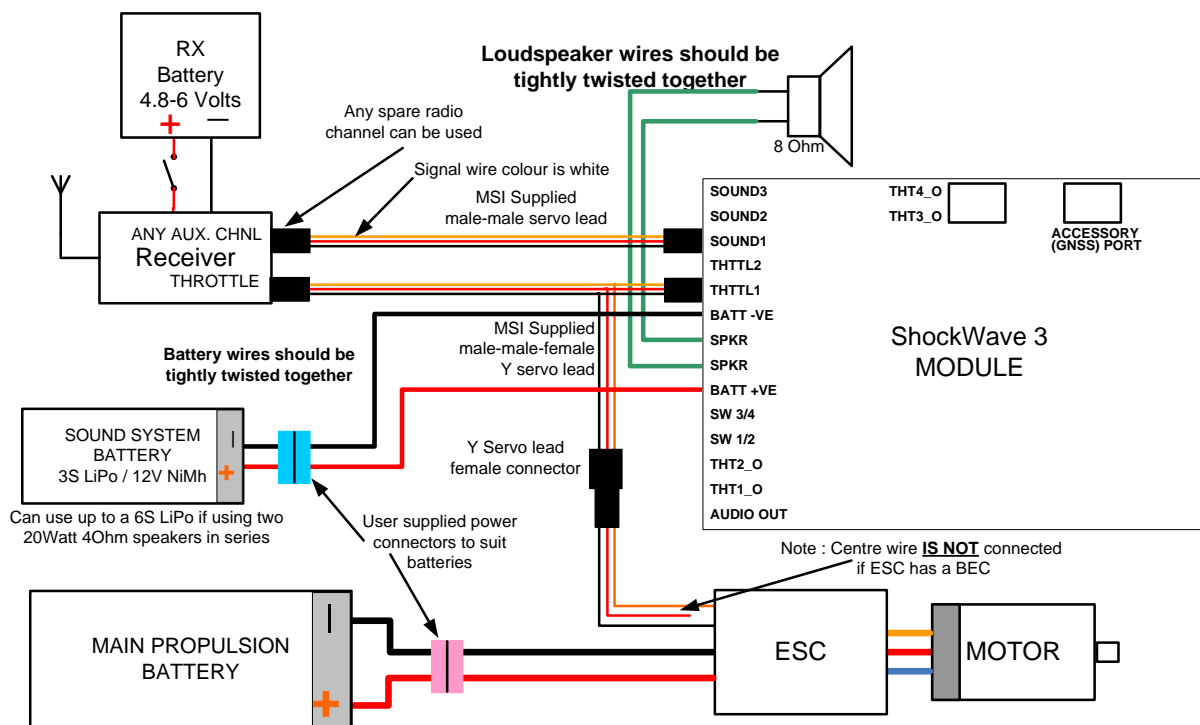 RX
Battery
4.8-6 Volts
+ —
Loudspeaker wires should be
tightly twisted together
8 Ohm
Any spare radio
channel can be used
Signal wire colour is white
MSI Supplied
male-male servo lead
ANY AUX. CHNL
Receiver
THROTTLE
SOUND3
SOUND2
SOUND1
THTTL2
THTTL1
BATT -VE
SPKR
SPKR
BATT +VE
SW 3/4
SW 1/2
THT2_O
THT1_O
AUDIO OUT
THT4_O
THT3_O
ACCESSORY
(GNSS) PORT
ShockWave 3
MODULE
MSI Supplied
male-male-female
Y servo lead
Battery wires should be
tightly twisted together
SOUND SYSTEM
BATTERY
3S LiPo / 12V NiMh
—
+
Can use up to a 6S LiPo if using two
20Watt 4Ohm speakers in series
Y Servo lead
female connector
User supplied power
connectors to suit
batteries
Note : Centre wire IS NOT connected
if ESC has a BEC
MAIN PROPULSION
BATTERY
—
+
ESC
MOTOR